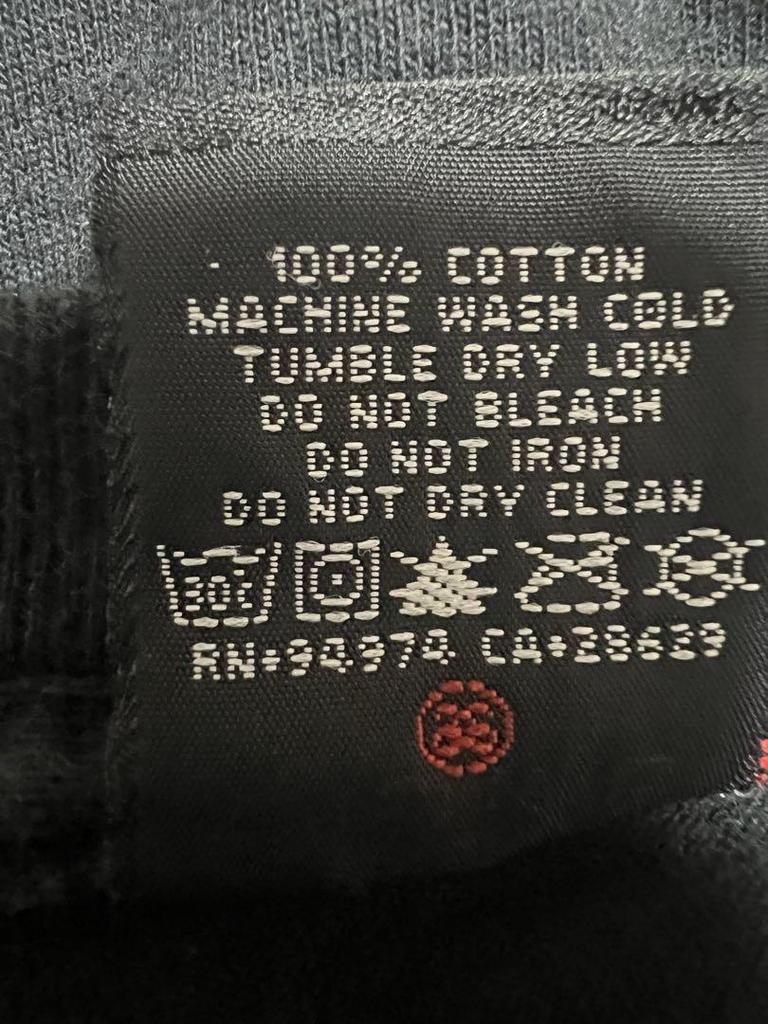 100% COTTON
MACHINE WASH COLD
TUMBLE DRY LOW
DO NOT BLEACH
DO NOT IRON
DO NOT DRY CLEAN
RN:94974 CA:28629